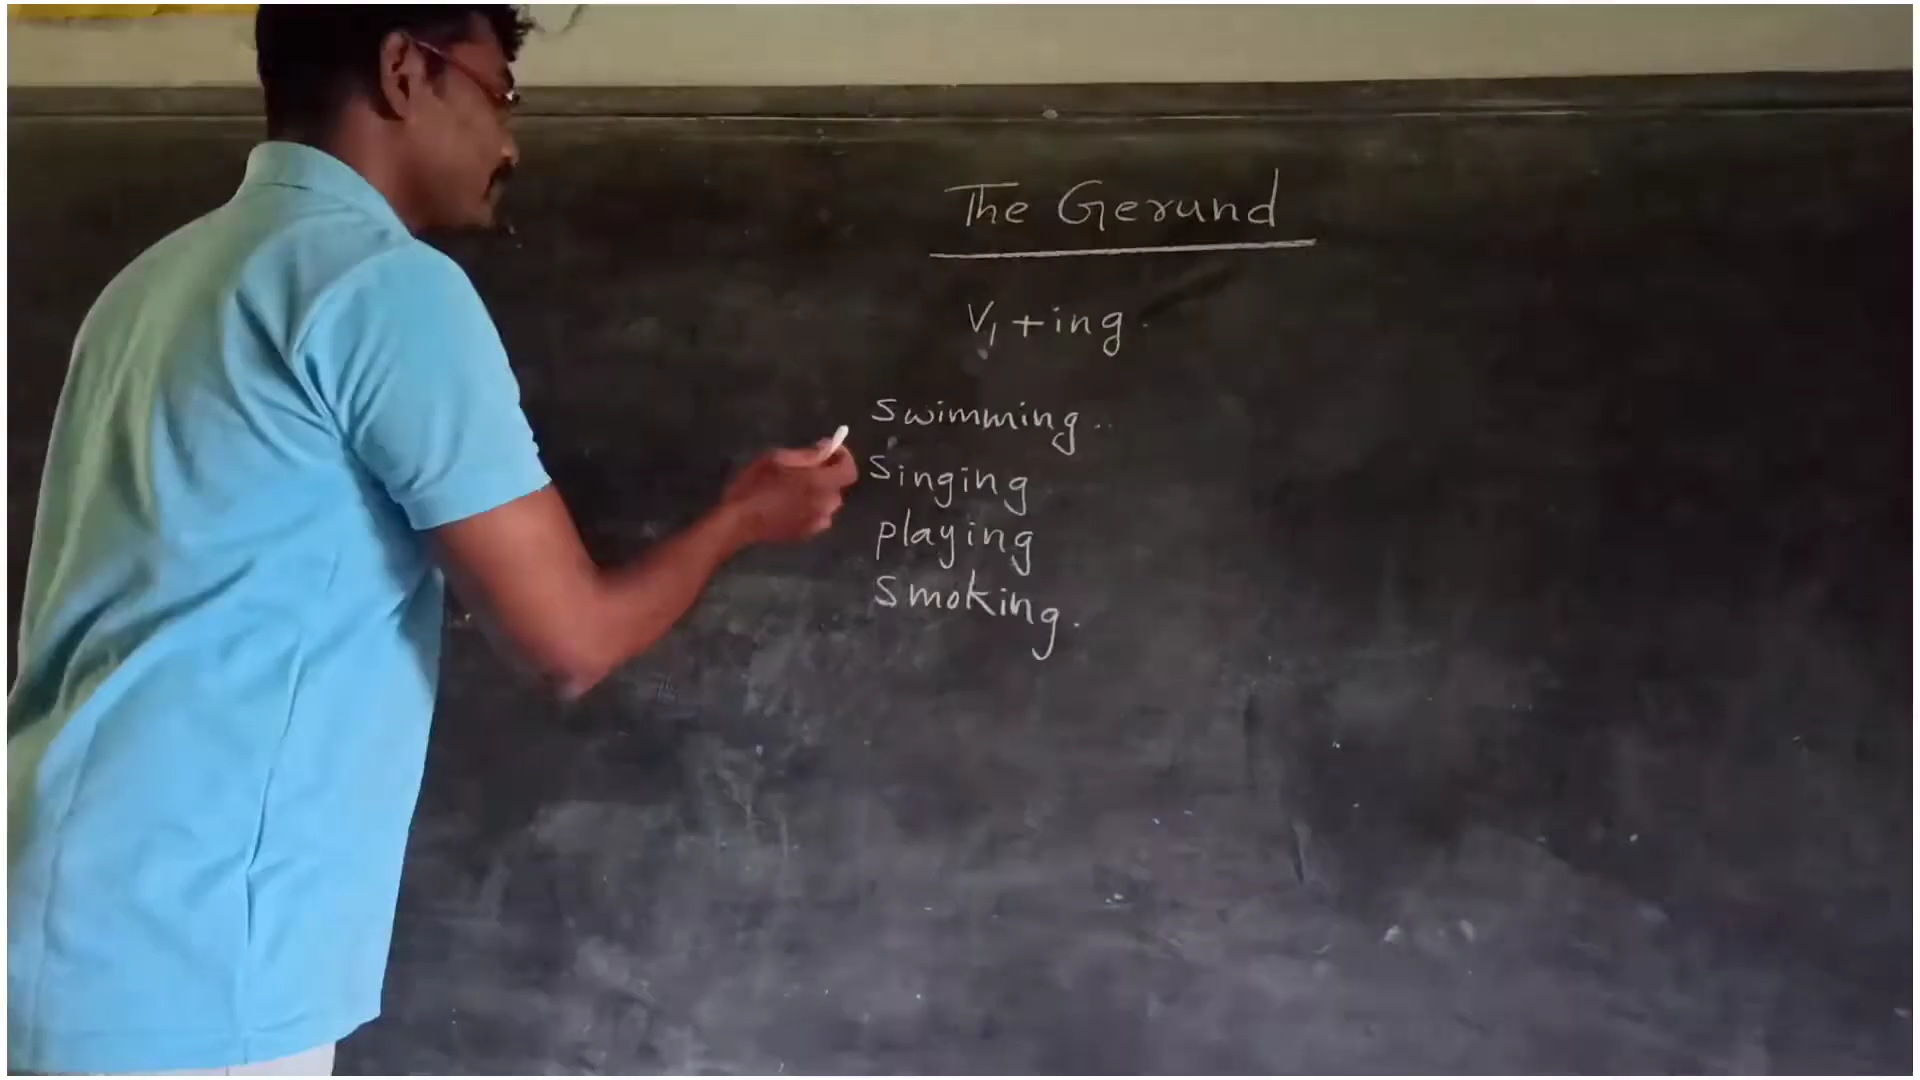 The Gerund
V₁ + ing.
Swimming..
Singing
playing
Smoking.